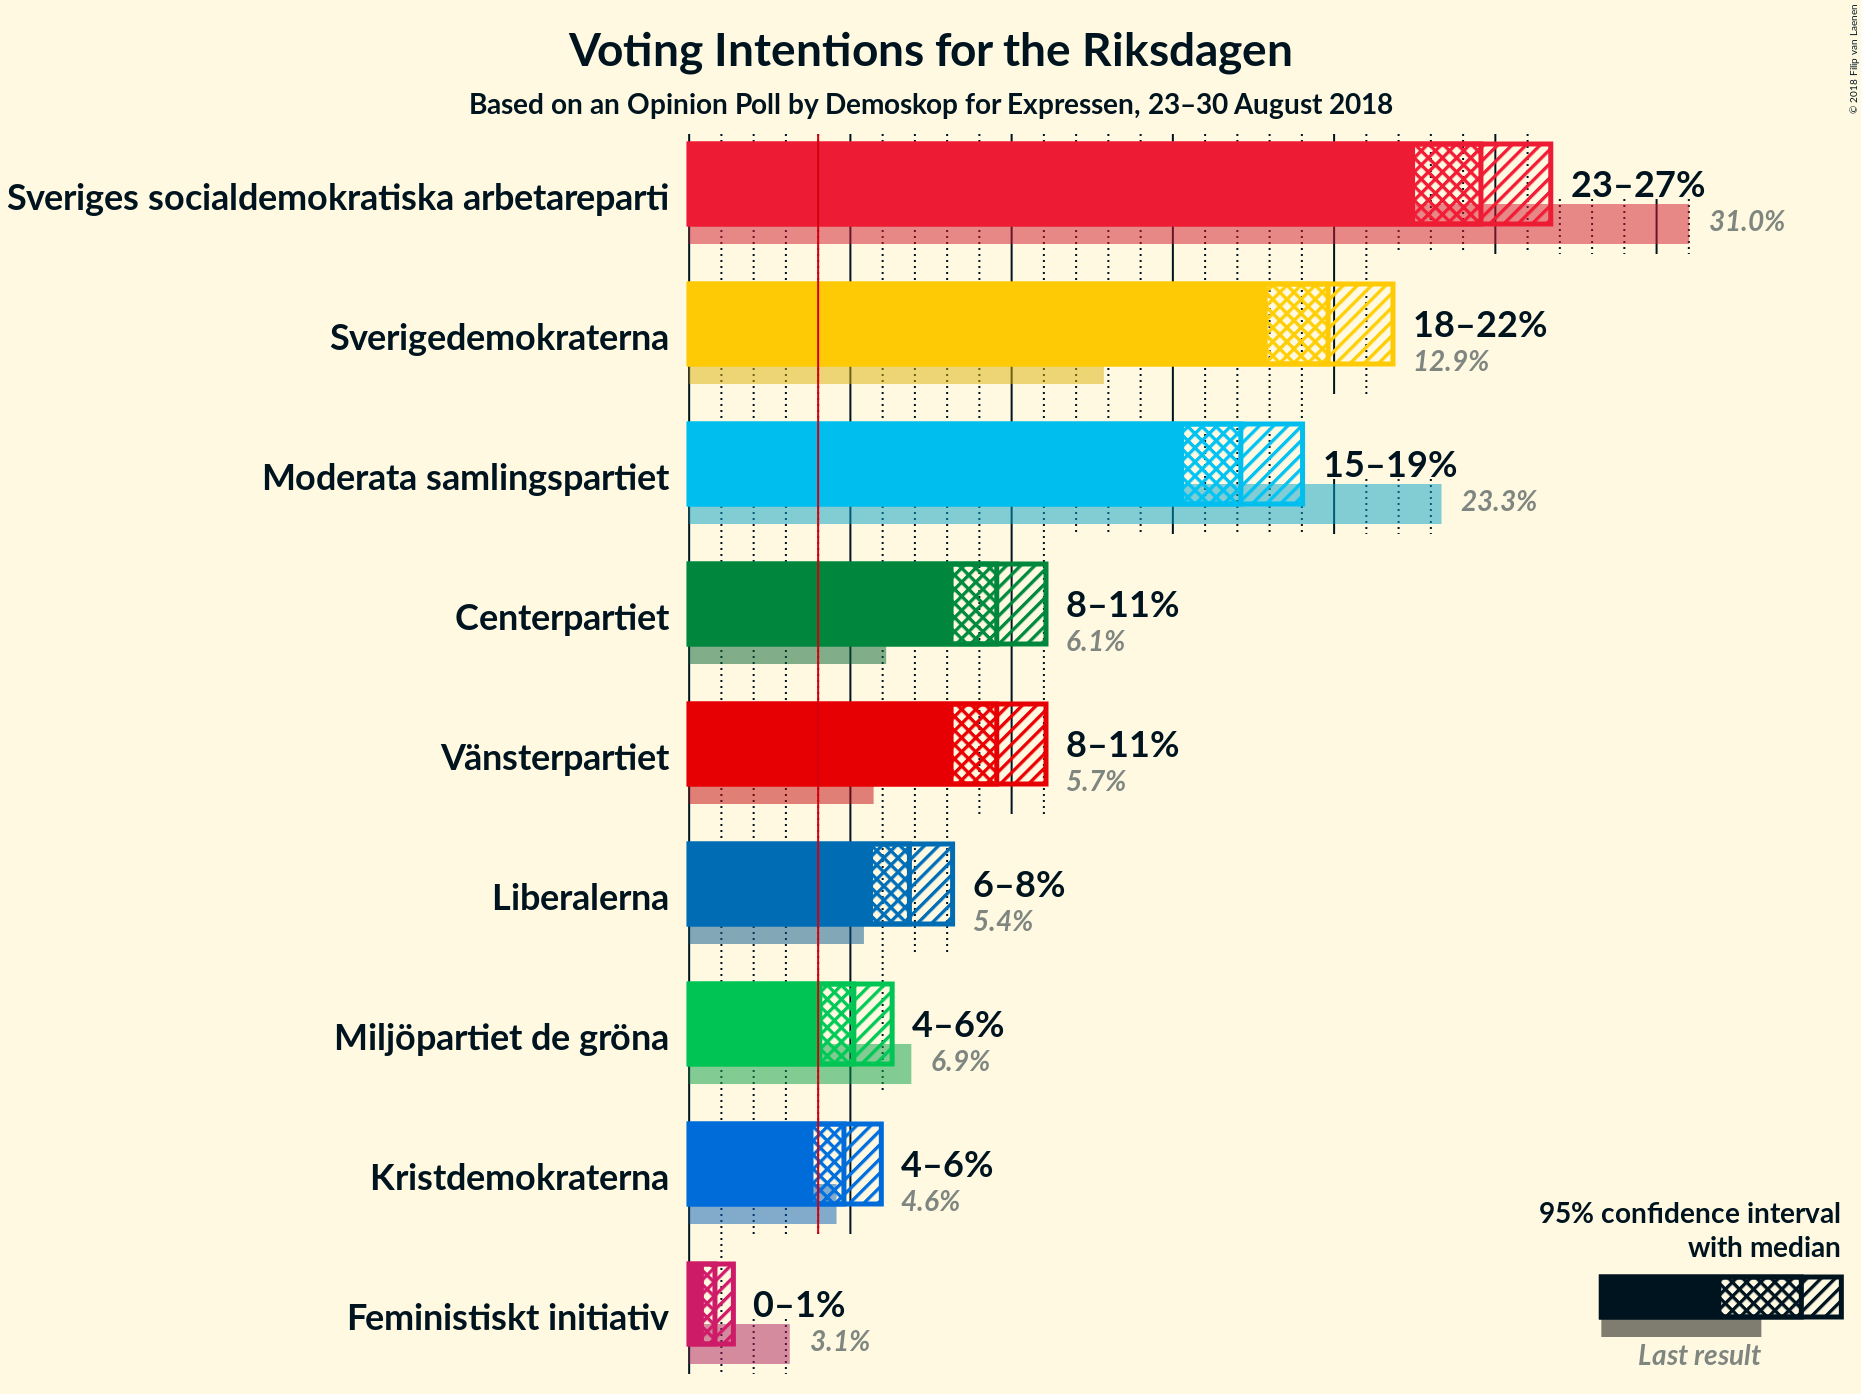 Voting Intentions for the Riksdagen
Based on an Opinion Poll by Demoskop for Expressen, 23–30 August 2018
© 2018 Filip van Laenen
Sveriges socialdemokratiska arbetareparti
23–27%
31.0%
Sverigedemokraterna
18–22%
12.9%
Moderata samlingspartiet
15–19%
23.3%
Centerpartiet
8–11%
6.1%
Vänsterpartiet
8–11%
5.7%
Liberalerna
6–8%
5.4%
Miljöpartiet de gröna
4–6%
6.9%
Kristdemokraterna
4–6%
4.6%
Feministiskt initiativ
0–1%
3.1%
95% confidence interval
with median
Last result